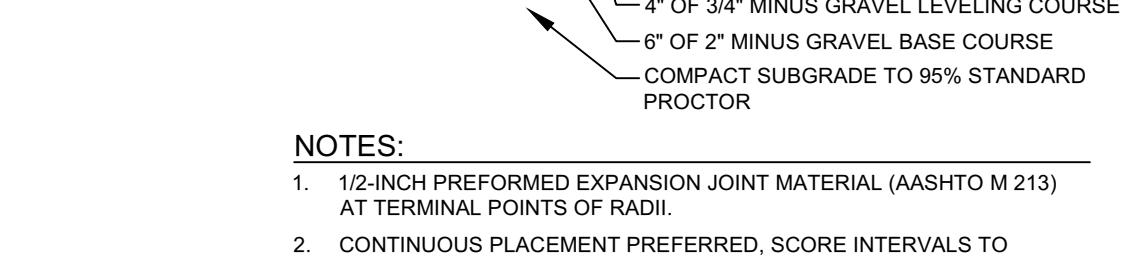 4" OF 3/4" MINUS GRAVEL LEVELING COURSE
6" OF 2" MINUS GRAVEL BASE COURSE
COMPACT SUBGRADE TO 95% STANDARD
PROCTOR
NOTES:
1. 1/2-INCH PREFORMED EXPANSION JOINT MATERIAL (AASHTO M 213)
AT TERMINAL POINTS OF RADII.
2. CONTINUOUS PLACEMENT PREFERRED, SCORE INTERVALS TO